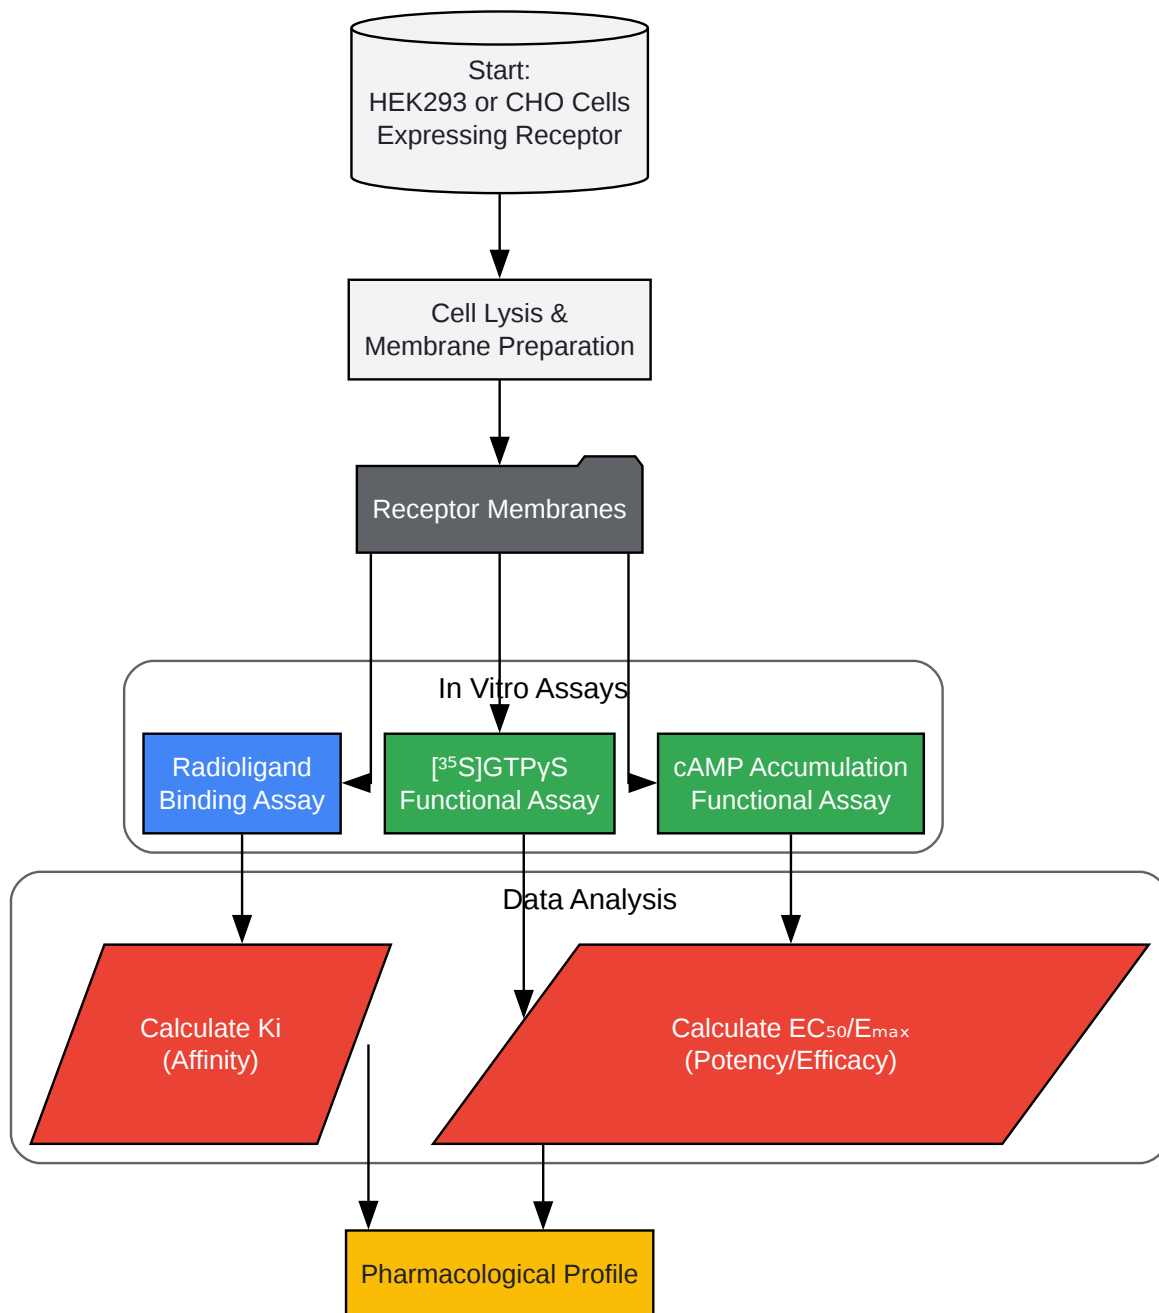 Start:
HEK293 or CHO Cells
Expressing Receptor
Cell Lysis &
Membrane Preparation
Receptor Membranes
In Vitro Assays
Radioligand
Binding Assay
[³⁵S]GTPγS
Functional Assay
cAMP Accumulation
Functional Assay
Data Analysis
Calculate Ki
(Affinity)
Calculate EC₅₀/Eₘₐₓ
(Potency/Efficacy)
Pharmacological Profile